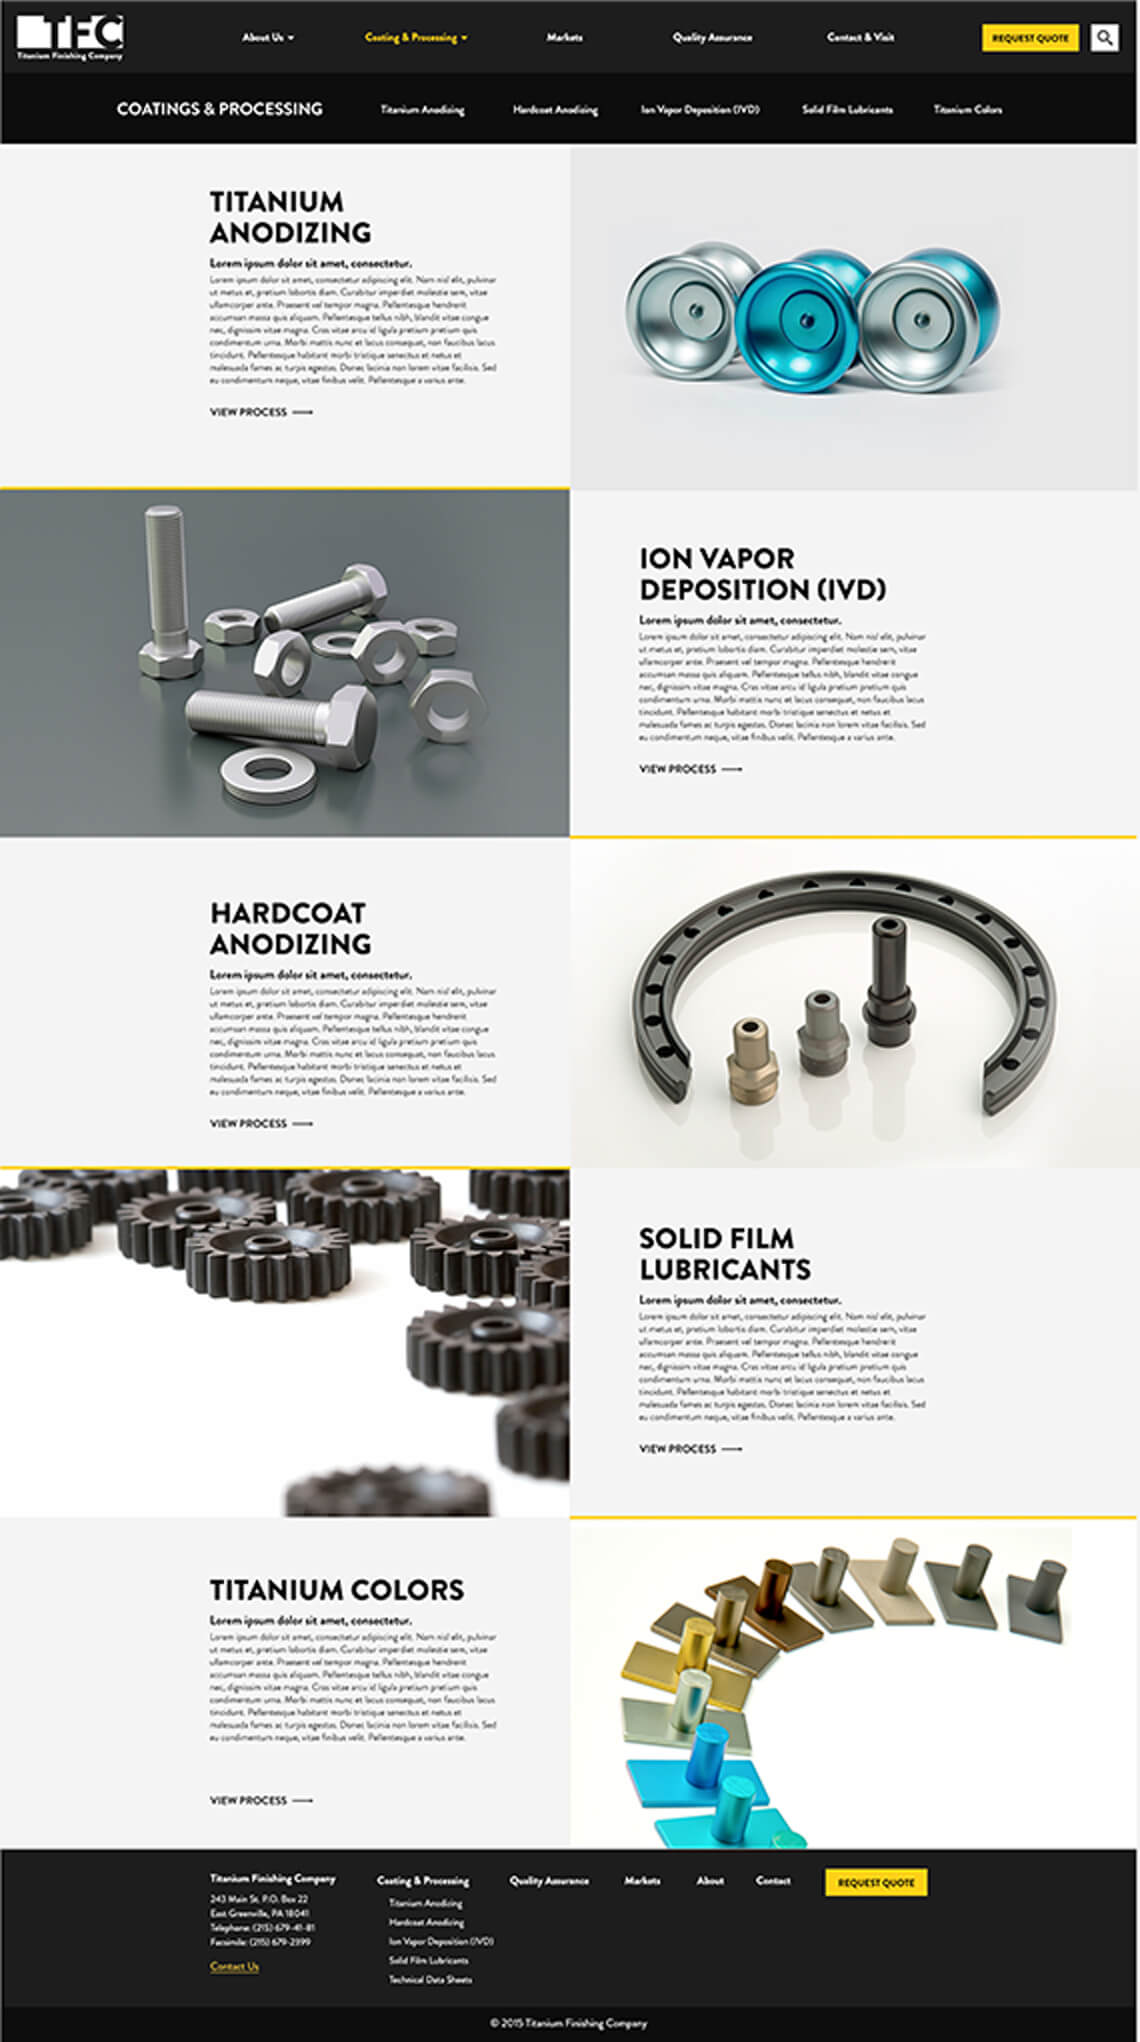 TFC
Titanium Finishing Company
About Us
Coating & Processing
Markets
Quality Assurance
Contact & Visit
REQUEST QUOTE
COATINGS & PROCESSING
Titanium Anodizing
Hardcoat Anodizing
Ion Vapor Deposition (IVD)
Solid Film Lubricants
Titanium Colors
TITANIUM
ANODIZING
Lorem ipsum dolor sit amet, consectetur.
Lorem ipsum dolor sit amet, consectetur adipiscing elit. Nam nisl elit, pulvinar
ut metus et, pretium lobortis diam. Curabitur imperdiet molestie sem, vitae
ullamcorper ante. Praesent vel tempor magna. Pellentesque hendrerit
accumsan massa quis aliquam. Pellentesque tellus nibh, blandit vitae congue
nec, dignissim vitae magna. Cras vitae arcu id ligula pretium pretium quis
condimentum urna. Morbi mattis nunc et lacus consequat, non faucibus lacus
tincidunt. Pellentesque habitant morbi tristique senectus et netus et
malesuada fames ac turpis egestas. Donec lacinia non lorem vitae facilisis. Sed
eu condimentum neque, vitae finibus velit. Pellentesque a varius ante.
VIEW PROCESS
ION VAPOR
DEPOSITION (IVD)
Lorem ipsum dolor sit amet, consectetur.
Lorem ipsum dolor sit amet, consectetur adipiscing elit. Nam nisl elit, pulvinar
ut metus et, pretium lobortis diam. Curabitur imperdiet molestie sem, vitae
ullamcorper ante. Praesent vel tempor magna. Pellentesque hendrerit
accumsan massa quis aliquam. Pellentesque tellus nibh, blandit vitae congue
nec, dignissim vitae magna. Cras vitae arcu id ligula pretium pretium quis
condimentum urna. Morbi mattis nunc et lacus consequat, non faucibus lacus
tincidunt. Pellentesque habitant morbi tristique senectus et netus et
malesuada fames ac turpis egestas. Donec lacinia non lorem vitae facilisis. Sed
eu condimentum neque, vitae finibus velit. Pellentesque a varius ante.
VIEW PROCESS
HARDCOAT
ANODIZING
Lorem ipsum dolor sit amet, consectetur.
Lorem ipsum dolor sit amet, consectetur adipiscing elit. Nam nisl elit, pulvinar
ut metus et, pretium lobortis diam. Curabitur imperdiet molestie sem, vitae
ullamcorper ante. Praesent vel tempor magna. Pellentesque hendrerit
accumsan massa quis aliquam. Pellentesque tellus nibh, blandit vitae congue
nec, dignissim vitae magna. Cras vitae arcu id ligula pretium pretium quis
condimentum urna. Morbi mattis nunc et lacus consequat, non faucibus lacus
tincidunt. Pellentesque habitant morbi tristique senectus et netus et
malesuada fames ac turpis egestas. Donec lacinia non lorem vitae facilisis. Sed
eu condimentum neque, vitae finibus velit. Pellentesque a varius ante.
VIEW PROCESS
SOLID FILM
LUBRICANTS
Lorem ipsum dolor sit amet, consectetur.
Lorem ipsum dolor sit amet, consectetur adipiscing elit. Nam nisl elit, pulvinar
ut metus et, pretium lobortis diam. Curabitur imperdiet molestie sem, vitae
ullamcorper ante. Praesent vel tempor magna. Pellentesque hendrerit
accumsan massa quis aliquam. Pellentesque tellus nibh, blandit vitae congue
nec, dignissim vitae magna. Cras vitae arcu id ligula pretium pretium quis
condimentum urna. Morbi mattis nunc et lacus consequat, non faucibus lacus
tincidunt. Pellentesque habitant morbi tristique senectus et netus et
malesuada fames ac turpis egestas. Donec lacinia non lorem vitae facilisis. Sed
eu condimentum neque, vitae finibus velit. Pellentesque a varius ante.
VIEW PROCESS
TITANIUM COLORS
Lorem ipsum dolor sit amet, consectetur.
Lorem ipsum dolor sit amet, consectetur adipiscing elit. Nam nisl elit, pulvinar
ut metus et, pretium lobortis diam. Curabitur imperdiet molestie sem, vitae
ullamcorper ante. Praesent vel tempor magna. Pellentesque hendrerit
accumsan massa quis aliquam. Pellentesque tellus nibh, blandit vitae congue
nec, dignissim vitae magna. Cras vitae arcu id ligula pretium pretium quis
condimentum urna. Morbi mattis nunc et lacus consequat, non faucibus lacus
tincidunt. Pellentesque habitant morbi tristique senectus et netus et
malesuada fames ac turpis egestas. Donec lacinia non lorem vitae facilisis. Sed
eu condimentum neque, vitae finibus velit. Pellentesque a varius ante.
VIEW PROCESS
Titanium Finishing Company
243 Main St. P.O. Box 22
East Greenville, PA 18041
Telephone: (215) 679-41-81
Facsimile: (215) 679-2399
Contact Us
Coating & Processing
Titanium Anodizing
Hardcoat Anodizing
Ion Vapor Deposition (IVD)
Solid Film Lubricants
Technical Data Sheets
Quality Assurance
Markets
About
Contact
REQUEST QUOTE
© 2015 Titanium Finishing Company